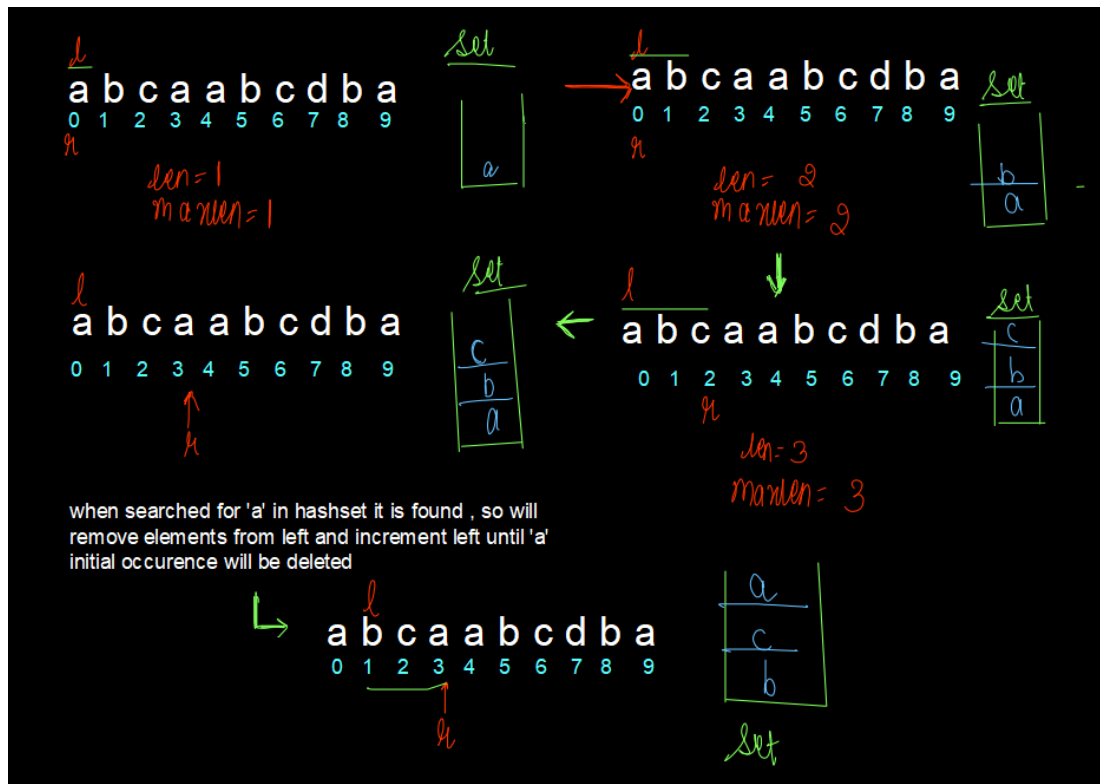 l
set
a b c a a b c d b a
0 1 2 3 4 5 6 7 8 9
r
a
len = 1
maxlen = 1
l
a b c a a b c d b a
set
0 1 2 3 4 5 6 7 8 9
r
b
a
len = 2
maxlen = 2
l
set
a b c a a b c d b a
0 1 2 3 4 5 6 7 8 9
c
b
a
r
l
set
a b c a a b c d b a
c
b
a
0 1 2 3 4 5 6 7 8 9
r
len = 3
maxlen = 3
when searched for 'a' in hashset it is found , so will
remove elements from left and increment left until 'a'
initial occurence will be deleted
l
a b c a a b c d b a
0 1 2 3 4 5 6 7 8 9
r
a
c
b
set